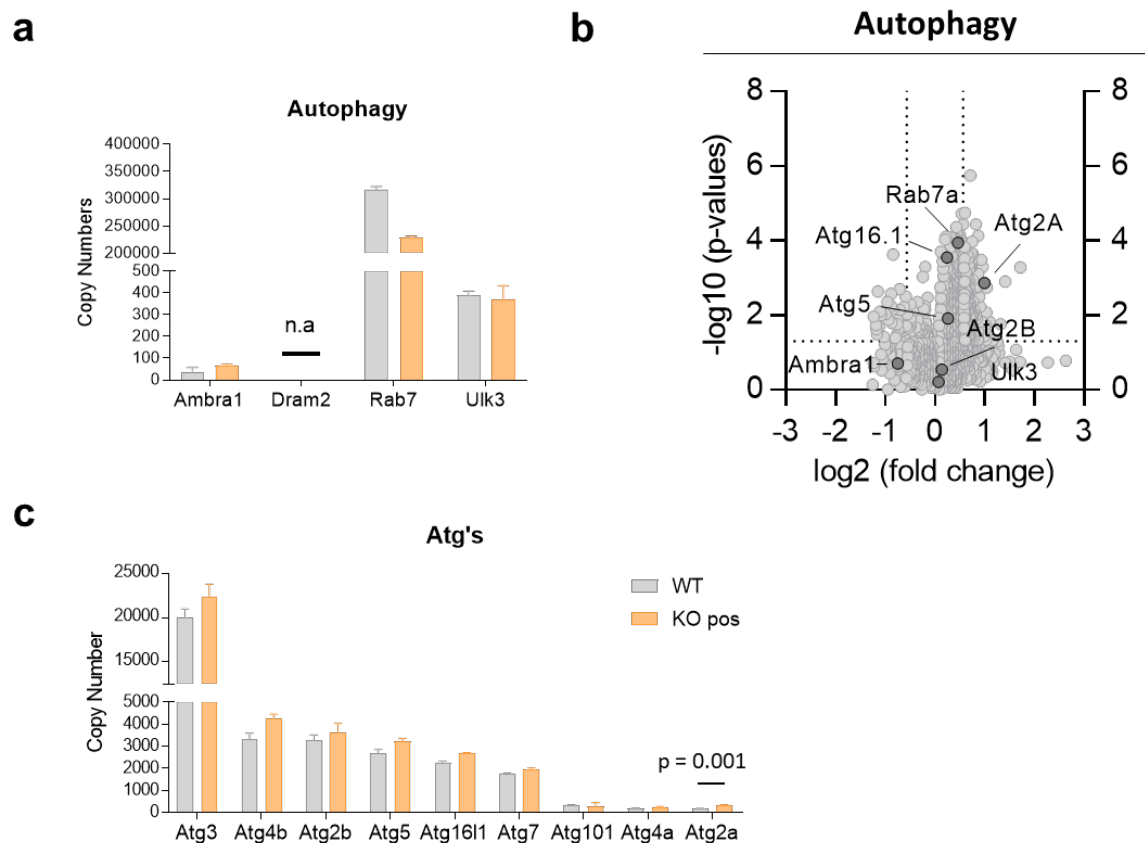 a
Autophagy
Copy Numbers
400000
350000
300000
250000
200000
500
400
300
200
100
0
n.a
Ambra1 Dram2 Rab7 Ulk3
b
Autophagy
-log10 (p-values)
8 8
6 6
4 4
2 2
0 0
Rab7a
Atg16.1
Atg2A
Atg5
Atg2B
Ambra1
Ulk3
-3 -2 -1 0 1 2 3
log2 (fold change)
c
Atg's
Copy Number
25000
20000
15000
5000
4000
3000
2000
1000
0
WT
KO pos
p = 0.001
Atg3 Atg4b Atg2b Atg5 Atg16l1 Atg7 Atg101 Atg4a Atg2a